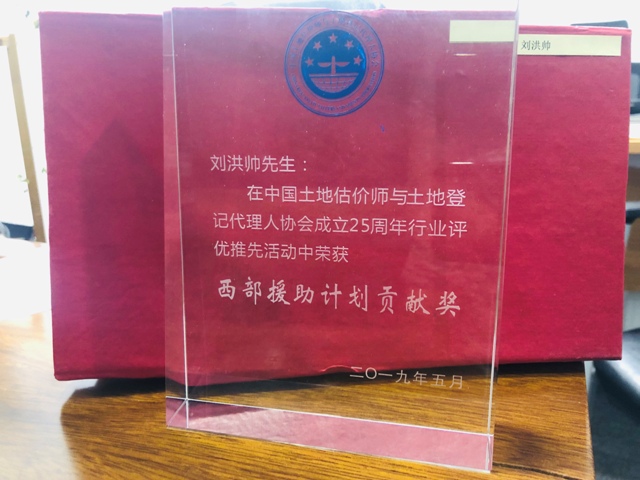 刘洪帅
刘洪帅先生：
在中国土地估价师与土地登
记代理人协会成立25周年行业评
优推先活动中荣获
西部援助计划贡献奖
二〇一九年五月